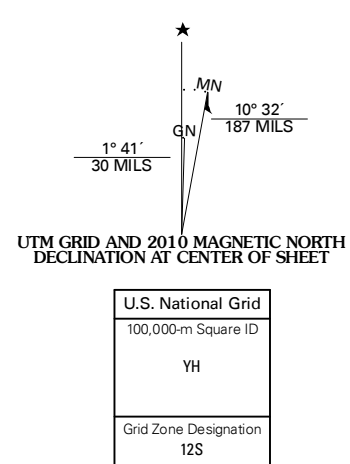 MN
10° 32´
187 MILS
GN
1° 41´
30 MILS
UTM GRID AND 2010 MAGNETIC NORTH
DECLINATION AT CENTER OF SHEET
U.S. National Grid
100,000-m Square ID
YH
Grid Zone Designation
12S